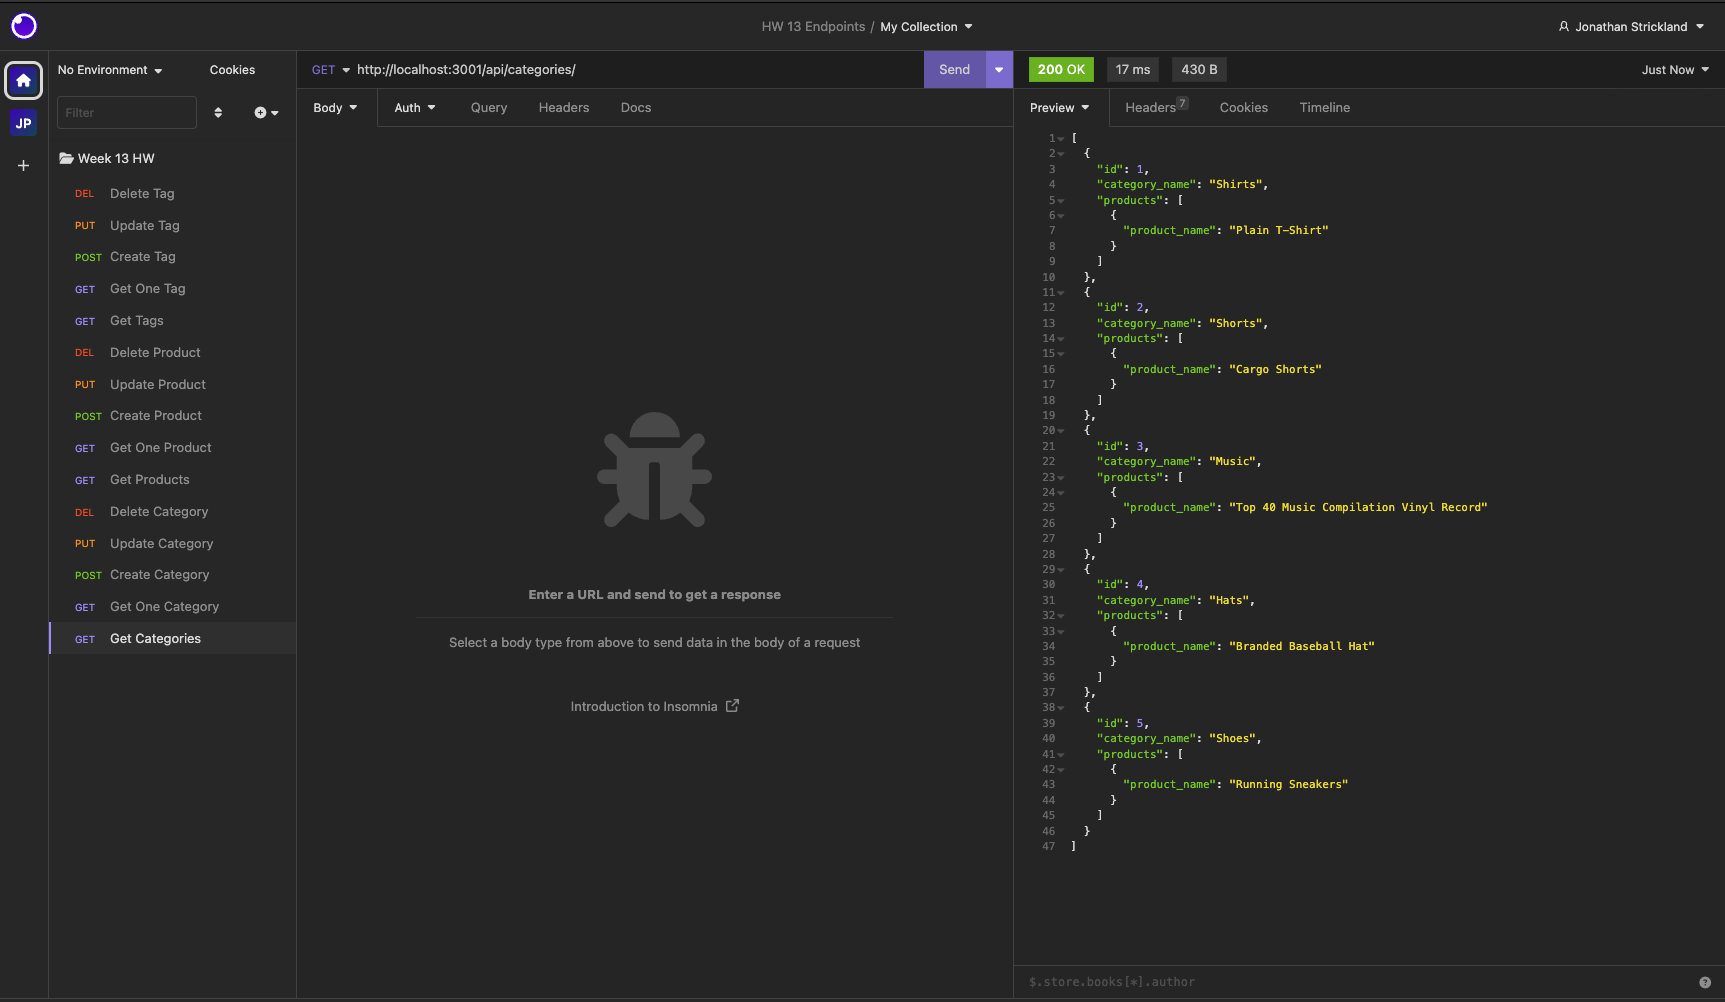 HW 13 Endpoints / My Collection
Jonathan Strickland
JP
No Environment
Cookies
Filter
Week 13 HW
DEL Delete Tag
PUT Update Tag
POST Create Tag
GET Get One Tag
GET Get Tags
DEL Delete Product
PUT Update Product
POST Create Product
GET Get One Product
GET Get Products
DEL Delete Category
PUT Update Category
POST Create Category
GET Get One Category
GET Get Categories
GET http://localhost:3001/api/categories/ Send
Body Auth Query Headers Docs
Enter a URL and send to get a response
Select a body type from above to send data in the body of a request
Introduction to Insomnia
200 OK 17 ms 430 B Just Now
Preview Headers 7 Cookies Timeline
1 [
2 {
3 "id": 1,
4 "category_name": "Shirts",
5 "products": [
6 {
7 "product_name": "Plain T-Shirt"
8 }
9 ]
10 },
11 {
12 "id": 2,
13 "category_name": "Shorts",
14 "products": [
15 {
16 "product_name": "Cargo Shorts"
17 }
18 ]
19 },
20 {
21 "id": 3,
22 "category_name": "Music",
23 "products": [
24 {
25 "product_name": "Top 40 Music Compilation Vinyl Record"
26 }
27 ]
28 },
29 {
30 "id": 4,
31 "category_name": "Hats",
32 "products": [
33 {
34 "product_name": "Branded Baseball Hat"
35 }
36 ]
37 },
38 {
39 "id": 5,
40 "category_name": "Shoes",
41 "products": [
42 {
43 "product_name": "Running Sneakers"
44 }
45 ]
46 }
47 ]
$.store.books[*].author